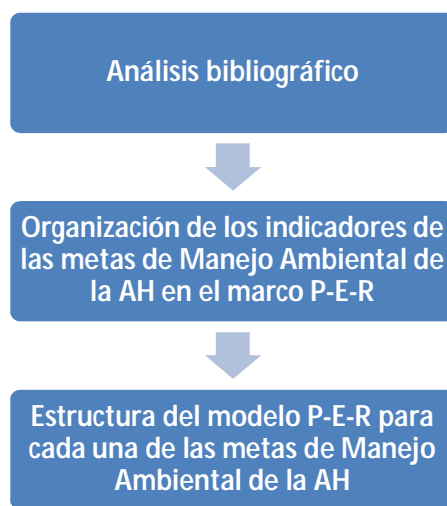 Análisis bibliográfico
Organización de los indicadores de
las metas de Manejo Ambiental de
la AH en el marco P-E-R
Estructura del modelo P-E-R para
cada una de las metas de Manejo
Ambiental de la AH